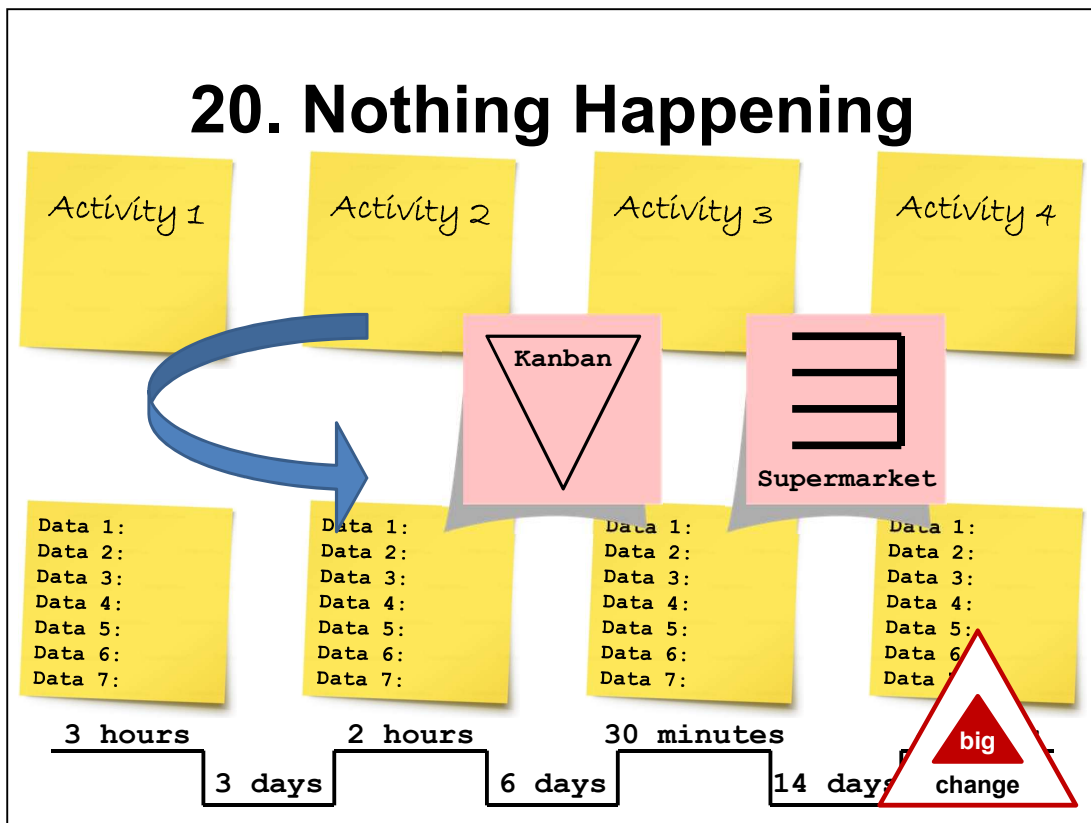 20. Nothing Happening
Activity 1
Activity 2
Activity 3
Activity 4
Kanban
Supermarket
Data 1:
Data 2:
Data 3:
Data 4:
Data 5:
Data 6:
Data 7:
Data 1:
Data 2:
Data 3:
Data 4:
Data 5:
Data 6:
Data 7:
Data 1:
Data 2:
Data 3:
Data 4:
Data 5:
Data 6:
Data 7:
Data 1:
Data 2:
Data 3:
Data 4:
Data 5:
Data 6
3 hours
3 days
2 hours
6 days
30 minutes
14 days
big
change